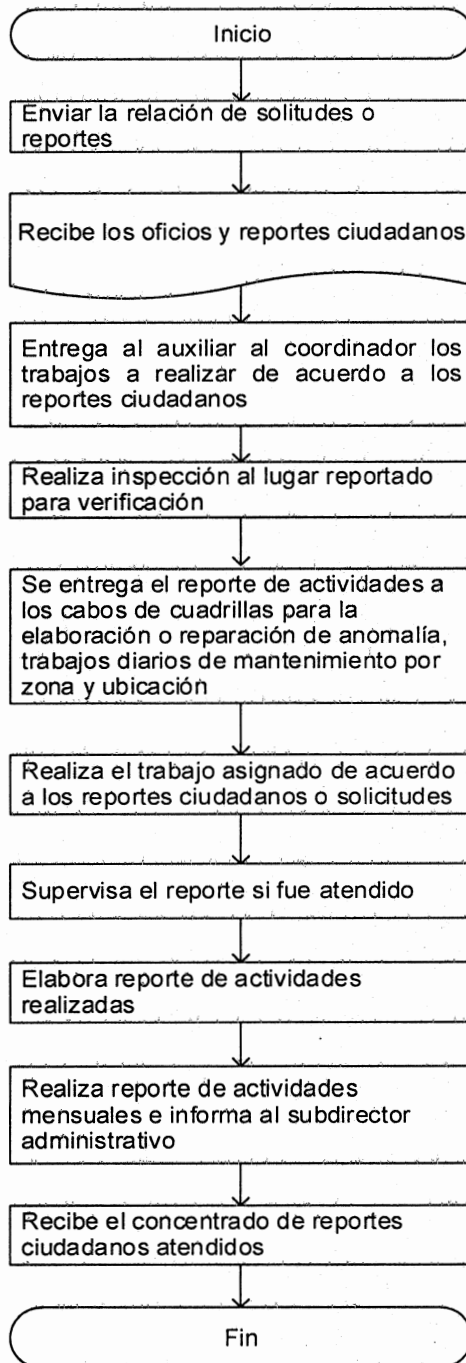 Inicio
Enviar la relación de solitudes o
reportes
Recibe los oficios y reportes ciudadanos
Entrega al auxiliar al coordinador los
trabajos a realizar de acuerdo a los
reportes ciudadanos
Realiza inspección al lugar reportado
para verificación
Se entrega el reporte de actividades a
los cabos de cuadrillas para la
elaboración o reparación de anomalía,
trabajos diarios de mantenimiento por
zona y ubicación
Realiza el trabajo asignado de acuerdo
a los reportes ciudadanos o solicitudes
Supervisa el reporte si fue atendido
Elabora reporte de actividades
realizadas
Realiza reporte de actividades
mensuales e informa al subdirector
administrativo
Recibe el concentrado de reportes
ciudadanos atendidos
Fin